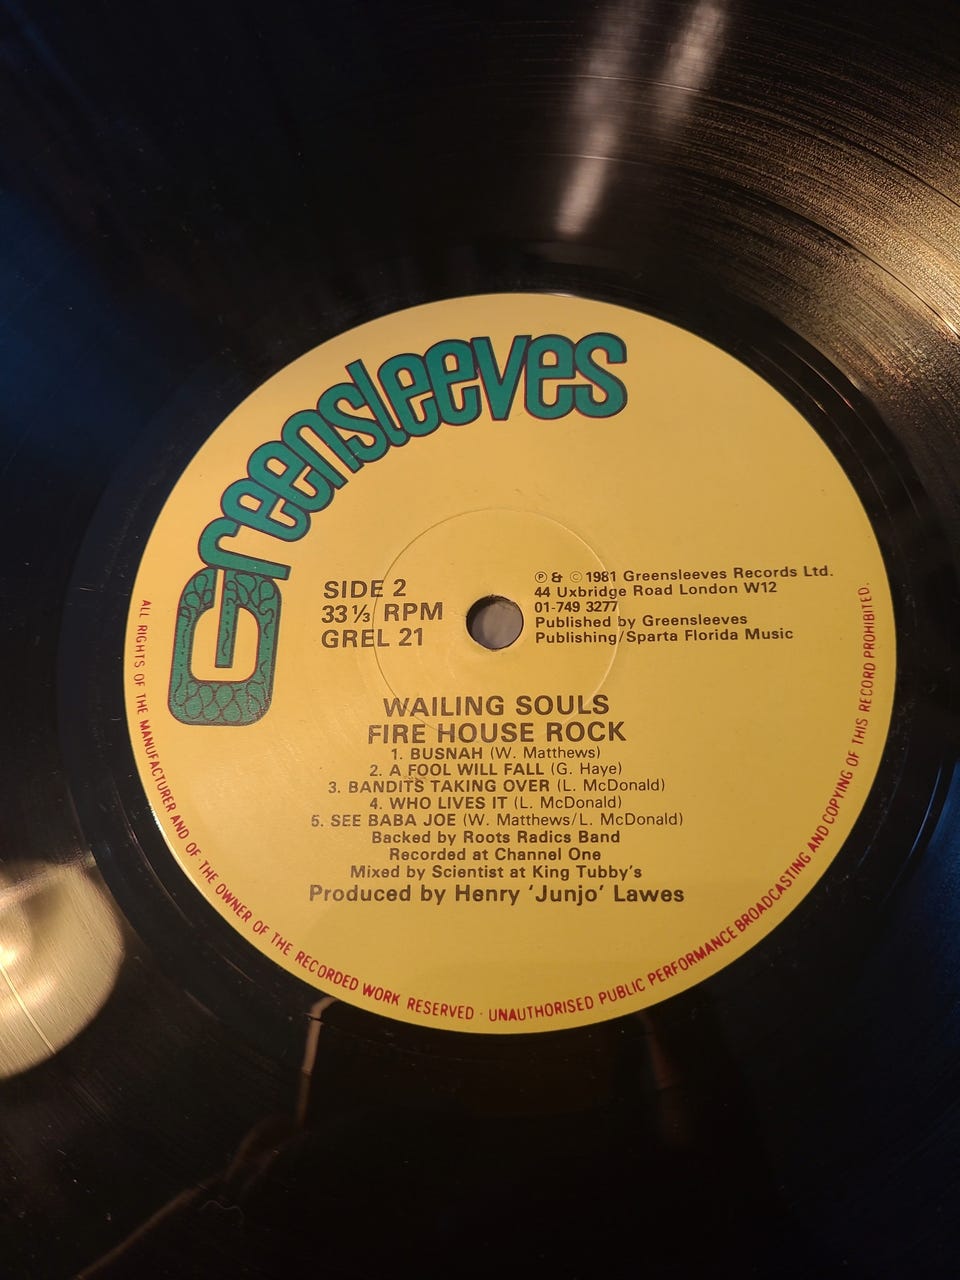 Greensleeves
SIDE 2
33⅓ RPM
GREL 21
℗ & © 1981 Greensleeves Records Ltd.
44 Uxbridge Road London W12
01-749 3277
Published by Greensleeves
Publishing/Sparta Florida Music
WAILING SOULS
FIRE HOUSE ROCK
1. BUSNAH (W. Matthews)
2. A FOOL WILL FALL (G. Haye)
3. BANDITS TAKING OVER (L. McDonald)
4. WHO LIVES IT (L. McDonald)
5. SEE BABA JOE (W. Matthews/L. McDonald)
Backed by Roots Radics Band
Recorded at Channel One
Mixed by Scientist at King Tubby's
Produced by Henry 'Junjo' Lawes
ALL RIGHTS OF THE MANUFACTURER AND OF THE OWNER OF THE RECORDED WORK RESERVED · UNAUTHORISED PUBLIC PERFORMANCE BROADCASTING AND COPYING OF THIS RECORD PROHIBITED.